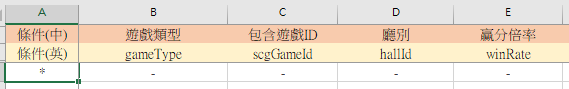 A B C D E
條件(中) 遊戲類型 包含遊戲ID 廳別 贏分倍率
條件(英) gameType scgGameId hallId winRate
* - - - -